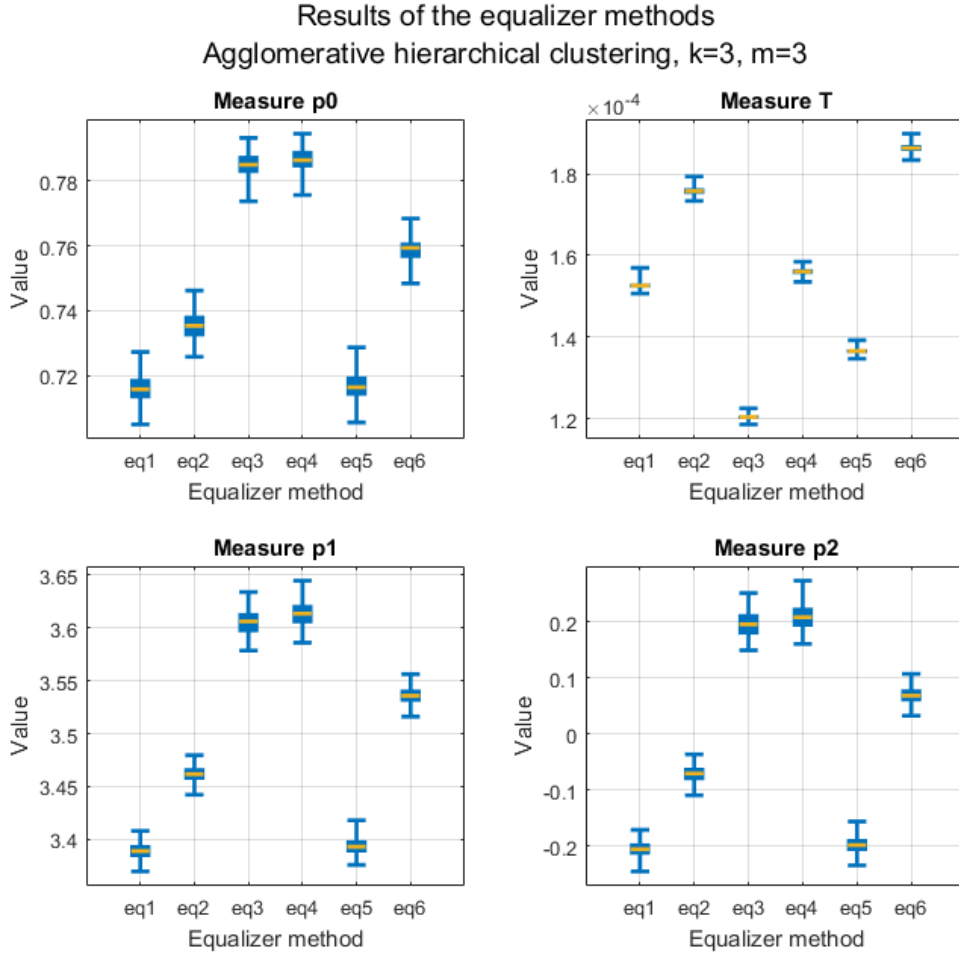 Results of the equalizer methods
Agglomerative hierarchical clustering, k=3, m=3
Measure p0
0.78
0.76
0.74
0.72
Value
eq1 eq2 eq3 eq4 eq5 eq6
Equalizer method
Measure T
×10⁻⁴
1.8
1.6
1.4
1.2
Value
eq1 eq2 eq3 eq4 eq5 eq6
Equalizer method
Measure p1
3.65
3.6
3.55
3.5
3.45
3.4
Value
eq1 eq2 eq3 eq4 eq5 eq6
Equalizer method
Measure p2
0.2
0.1
0
-0.1
-0.2
Value
eq1 eq2 eq3 eq4 eq5 eq6
Equalizer method